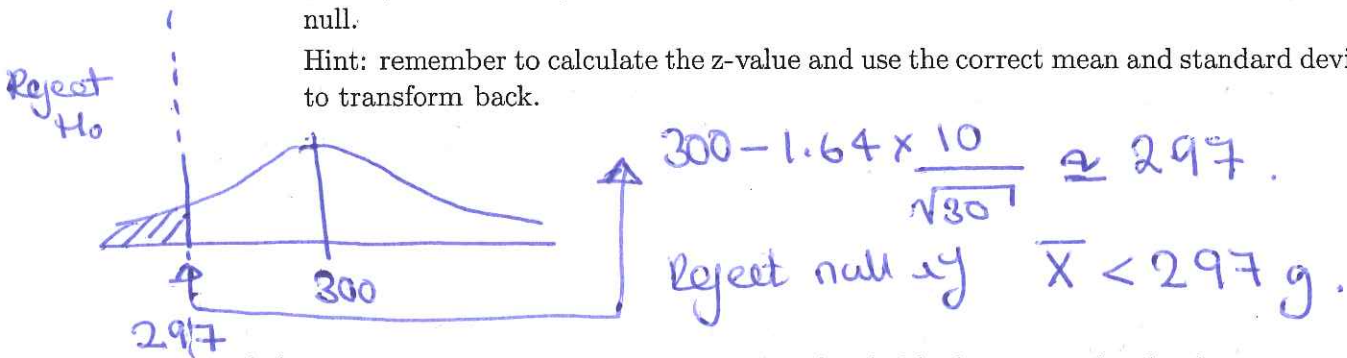 null.
Hint: remember to calculate the z-value and use the correct mean and standard devi
to transform back.
Reject
H₀
300 − 1.64 × 10/√30 ≃ 297.
Reject null if X̅ < 297 g.
300
297